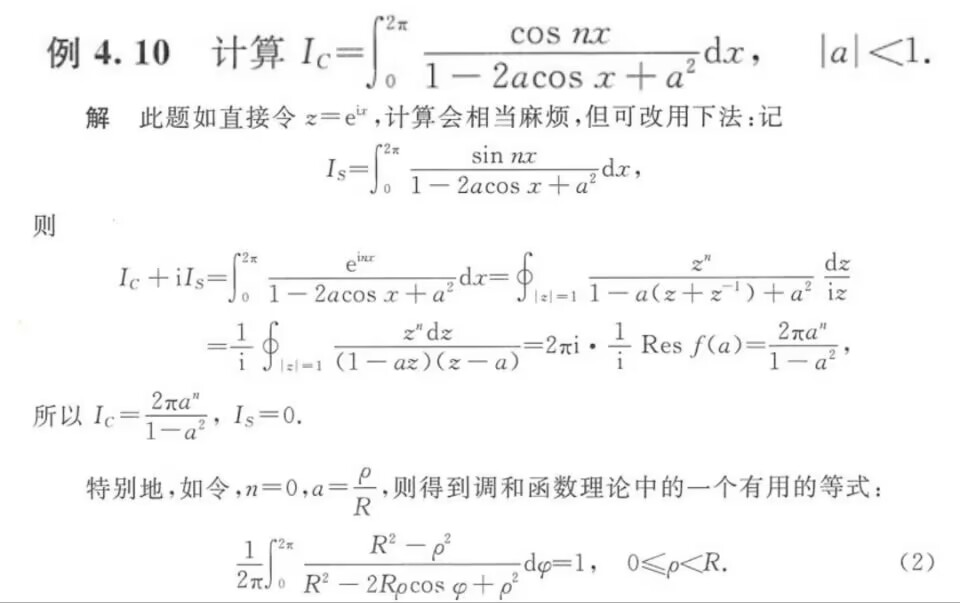 例 4.10 计算 $I_C=\int_0^{2\pi}\frac{\cos nx}{1-2a\cos x+a^2}\mathrm{d}x,\quad |a|<1.$
解 此题如直接令 $z=\mathrm{e}^{\mathrm{i}x}$,计算会相当麻烦,但可改用下法:记
$I_S=\int_0^{2\pi}\frac{\sin nx}{1-2a\cos x+a^2}\mathrm{d}x,$
则
$I_C+\mathrm{i}I_S=\int_0^{2\pi}\frac{\mathrm{e}^{\mathrm{i}nx}}{1-2a\cos x+a^2}\mathrm{d}x=\oint_{|z|=1}\frac{z^n}{1-a(z+z^{-1})+a^2}\frac{\mathrm{d}z}{\mathrm{i}z}$
$=\frac{1}{\mathrm{i}}\oint_{|z|=1}\frac{z^n\mathrm{d}z}{(1-az)(z-a)}=2\pi\mathrm{i}\cdot\frac{1}{\mathrm{i}}\operatorname{Res}f(a)=\frac{2\pi a^n}{1-a^2},$
所以 $I_C=\frac{2\pi a^n}{1-a^2},\ I_S=0.$
特别地,如令,$n=0,a=\frac{\rho}{R}$,则得到调和函数理论中的一个有用的等式:
$\frac{1}{2\pi}\int_0^{2\pi}\frac{R^2-\rho^2}{R^2-2R\rho\cos\varphi+\rho^2}\mathrm{d}\varphi=1,\quad 0\leqslant\rho<R.$ (2)